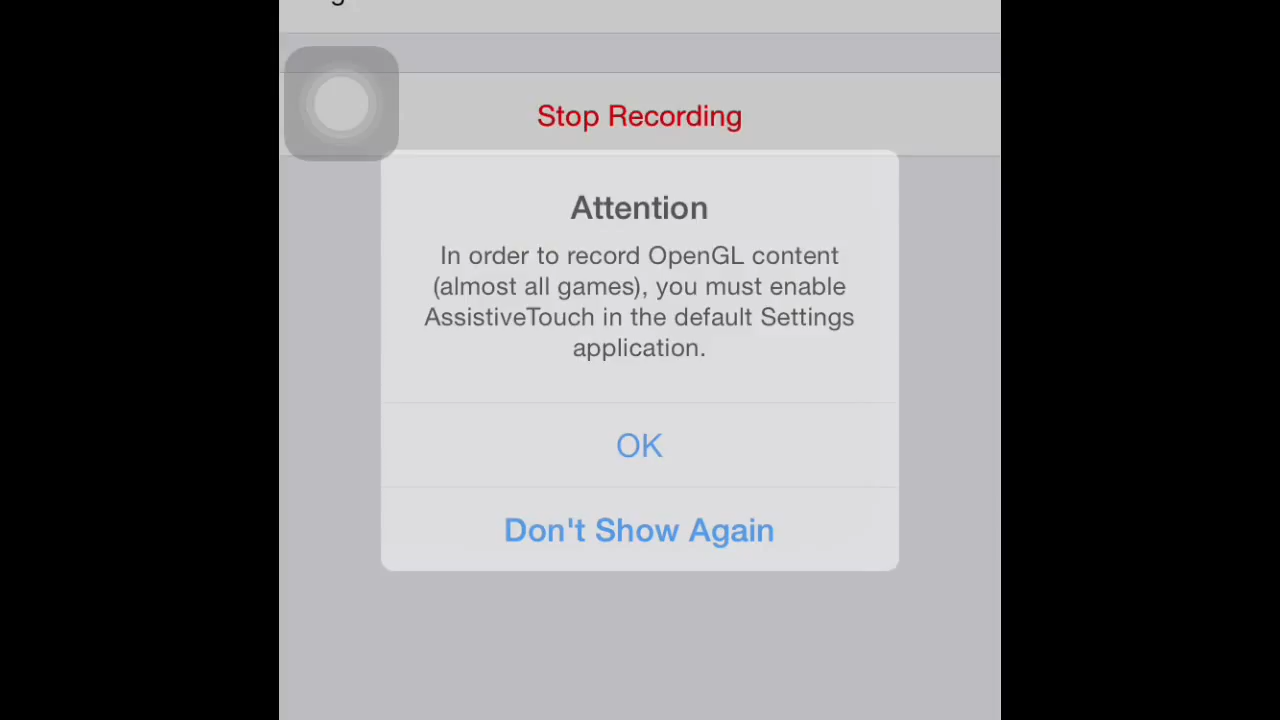 Stop Recording
Attention
In order to record OpenGL content
(almost all games), you must enable
AssistiveTouch in the default Settings
application.
OK
Don't Show Again